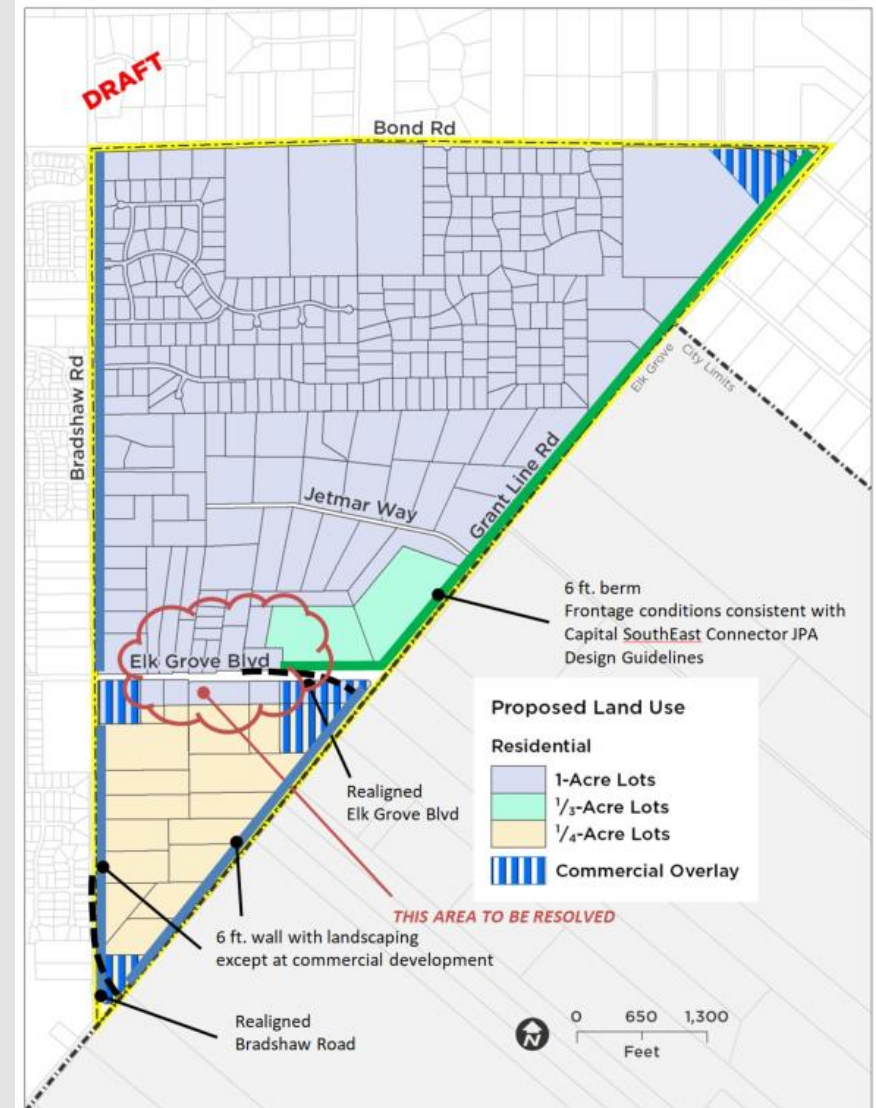 DRAFT
Bond Rd
Bradshaw Rd
Elk Grove
City Limits
Grant Line Rd
Jetmar Way
6 ft. berm
Frontage conditions consistent with
Capital SouthEast Connector JPA
Design Guidelines
Elk Grove Blvd
Proposed Land Use
Residential
1-Acre Lots
1/3-Acre Lots
1/4-Acre Lots
Commercial Overlay
Realigned
Elk Grove Blvd
THIS AREA TO BE RESOLVED
6 ft. wall with landscaping
except at commercial development
Realigned
Bradshaw Road
N
0 650 1,300
Feet